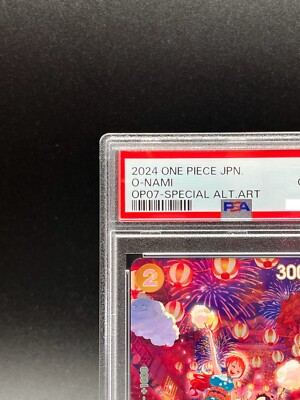 2024 ONE PIECE JPN.
O-NAMI
OP07-SPECIAL ALT.ART
PSA
2
300